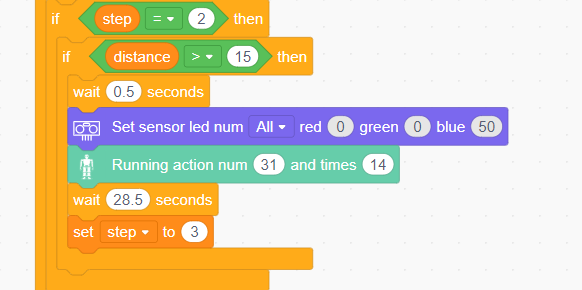 if step = 2 then
if distance > 15 then
wait 0.5 seconds
Set sensor led num All red 0 green 0 blue 50
Running action num 31 and times 14
wait 28.5 seconds
set step to 3